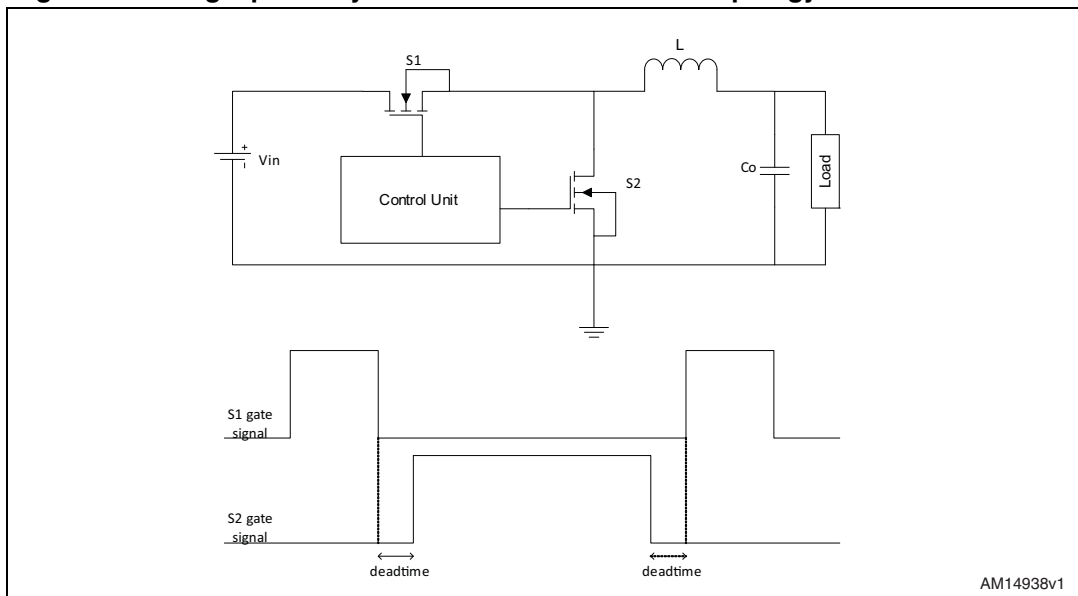 S1
L
+
Vin
-
Control Unit
S2
Co
Load
S1 gate
signal
S2 gate
signal
deadtime
deadtime
AM14938v1